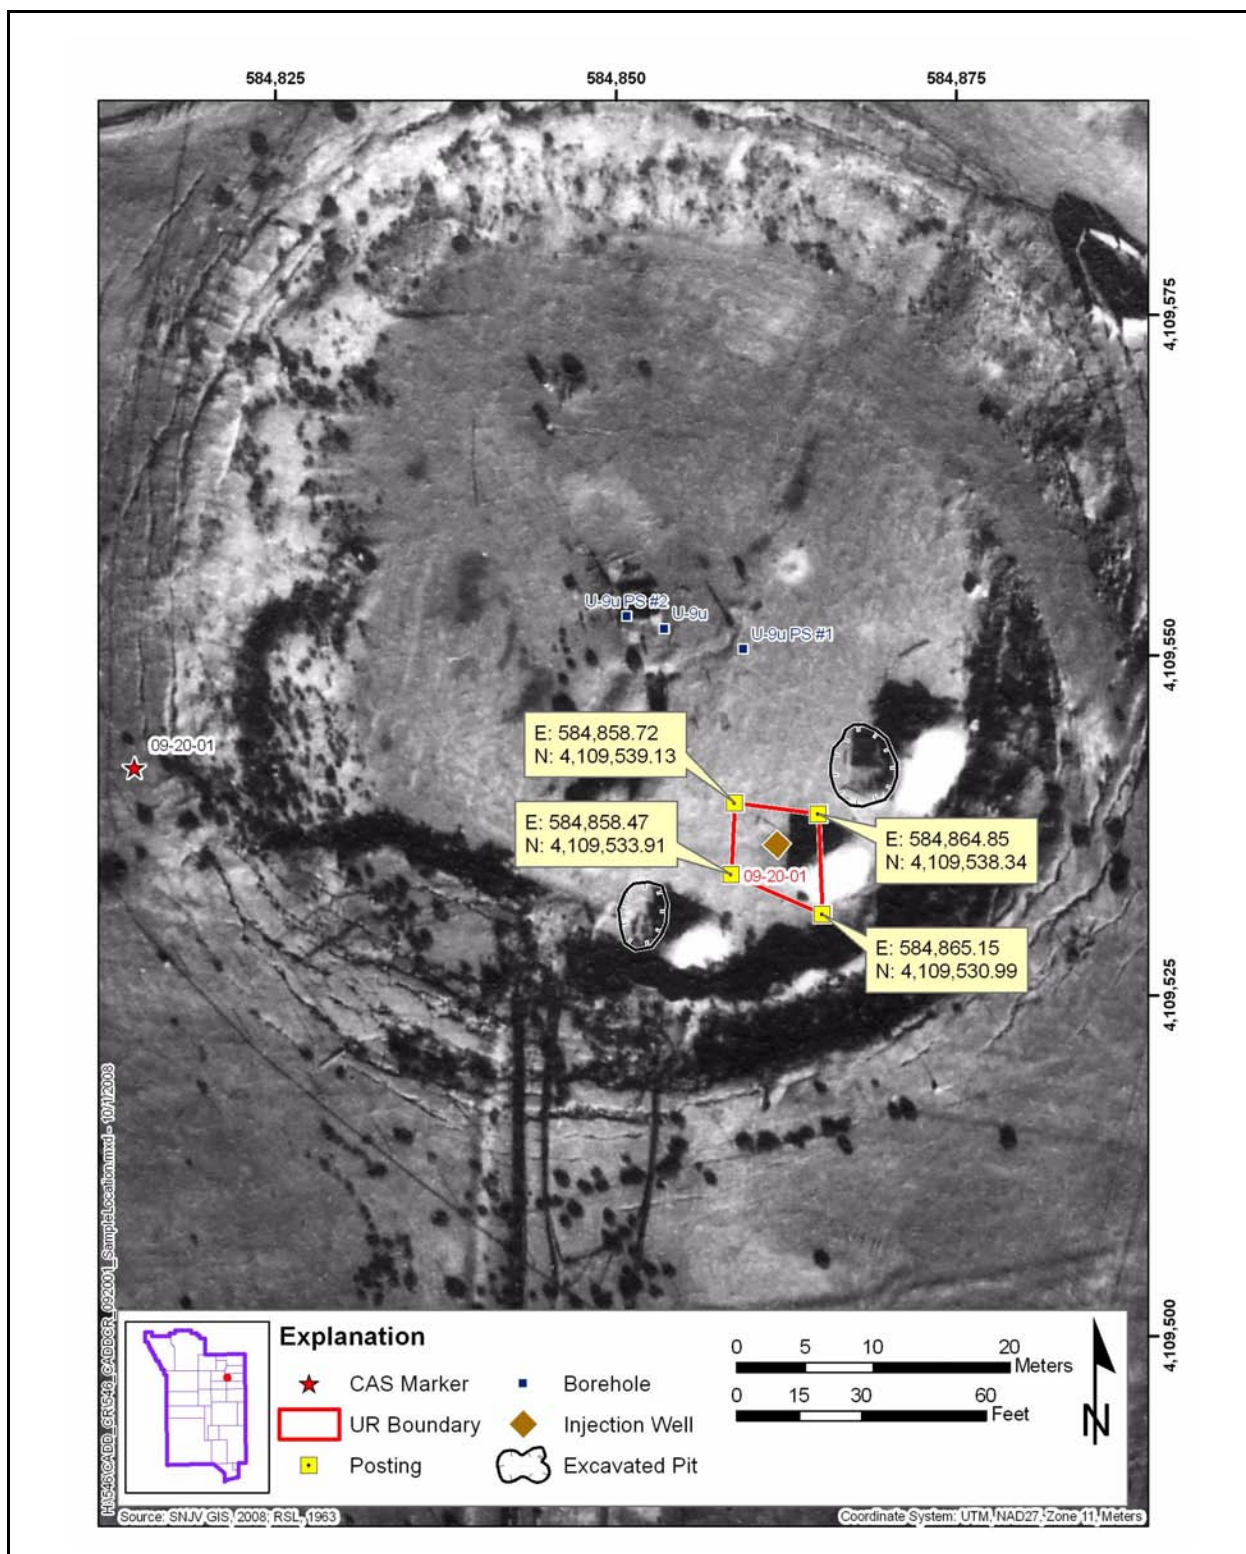 584,825
584,850
584,875
4,109,575
4,109,550
4,109,525
4,109,500
U-9u PS #2
U-9u
U-9u PS #1
09-20-01
E: 584,858.72
N: 4,109,539.13
E: 584,858.47
N: 4,109,533.91
09-20-01
E: 584,864.85
N: 4,109,538.34
E: 584,865.15
N: 4,109,530.99
H:\546\CADD_CR\546_CADDCR_092001_SampleLocation.mxd - 10/1/2008
Explanation
CAS Marker
UR Boundary
Posting
Borehole
Injection Well
Excavated Pit
0 5 10 20
Meters
0 15 30 60
Feet
N
Source: SNJV GIS, 2008; RSL, 1963
Coordinate System: UTM, NAD27, Zone 11, Meters